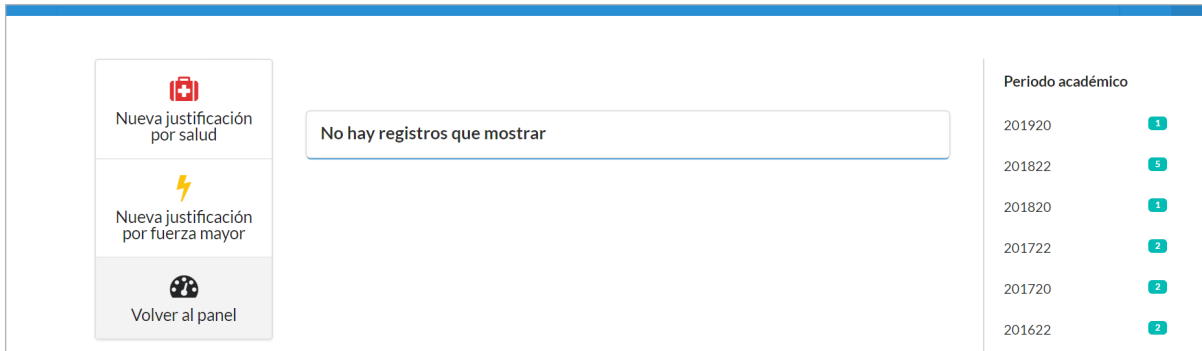 Nueva justificación
por salud
Nueva justificación
por fuerza mayor
Volver al panel
No hay registros que mostrar
Periodo académico
201920 1
201822 5
201820 1
201722 2
201720 2
201622 2